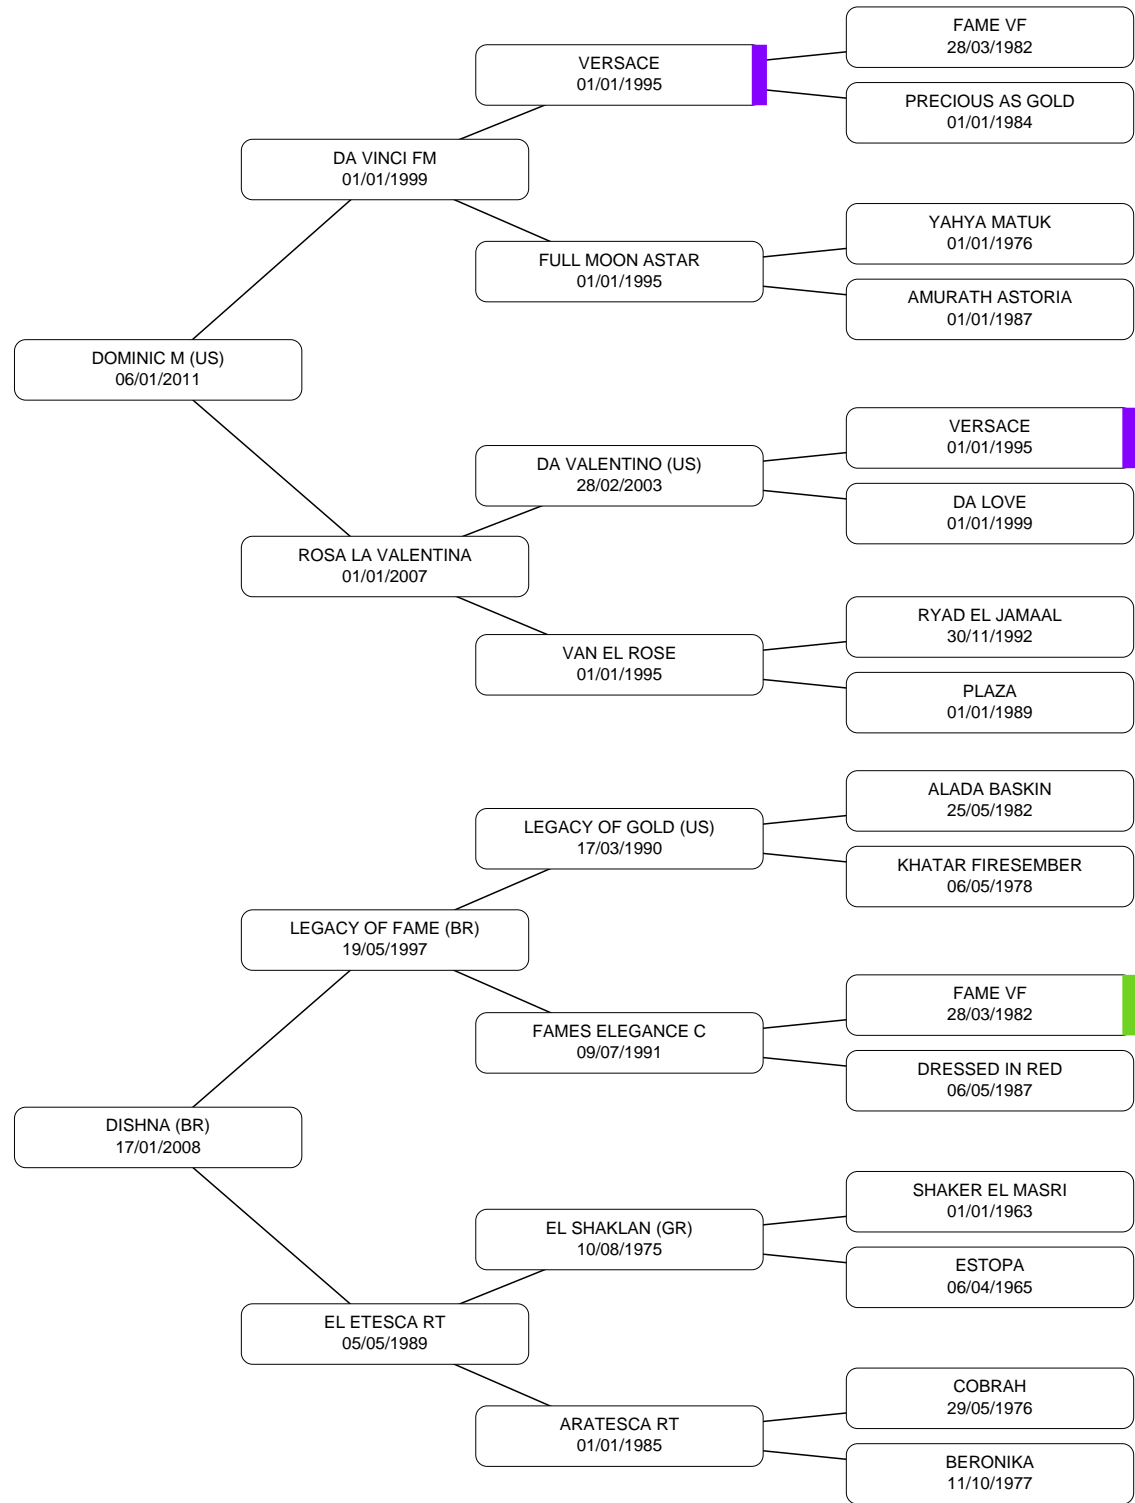 FAME VF
28/03/1982
VERSACE
01/01/1995
PRECIOUS AS GOLD
01/01/1984
DA VINCI FM
01/01/1999
YAHYA MATUK
01/01/1976
FULL MOON ASTAR
01/01/1995
AMURATH ASTORIA
01/01/1987
DOMINIC M (US)
06/01/2011
VERSACE
01/01/1995
DA VALENTINO (US)
28/02/2003
DA LOVE
01/01/1999
ROSA LA VALENTINA
01/01/2007
RYAD EL JAMAAL
30/11/1992
VAN EL ROSE
01/01/1995
PLAZA
01/01/1989
ALADA BASKIN
25/05/1982
LEGACY OF GOLD (US)
17/03/1990
KHATAR FIRESEMBER
06/05/1978
LEGACY OF FAME (BR)
19/05/1997
FAME VF
28/03/1982
FAMES ELEGANCE C
09/07/1991
DRESSED IN RED
06/05/1987
DISHNA (BR)
17/01/2008
SHAKER EL MASRI
01/01/1963
EL SHAKLAN (GR)
10/08/1975
ESTOPA
06/04/1965
EL ETESCA RT
05/05/1989
COBRAH
29/05/1976
ARATESCA RT
01/01/1985
BERONIKA
11/10/1977